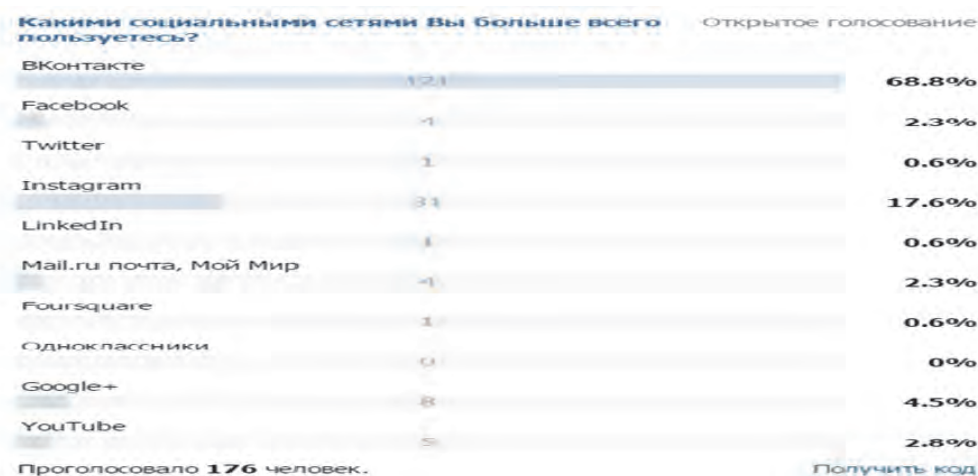 Какими социальными сетями Вы больше всего пользуетесь?
Открытое голосование
ВКонтакте
121
68.8%
Facebook
4
2.3%
Twitter
1
0.6%
Instagram
31
17.6%
LinkedIn
1
0.6%
Mail.ru почта, Мой Мир
4
2.3%
Foursquare
1
0.6%
Одноклассники
0
0%
Google+
8
4.5%
YouTube
5
2.8%
Проголосовало 176 человек.
Получить код